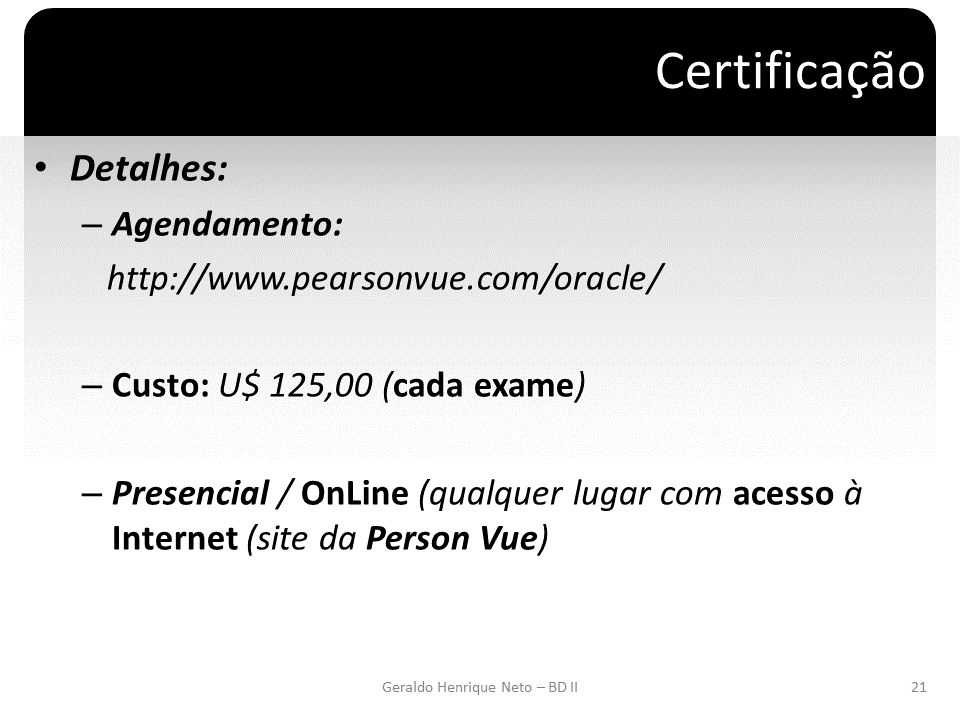 Certificação
• Detalhes:
– Agendamento:
http://www.pearsonvue.com/oracle/
– Custo: U$ 125,00 (cada exame)
– Presencial / OnLine (qualquer lugar com acesso à
Internet (site da Person Vue)
Geraldo Henrique Neto – BD II
21